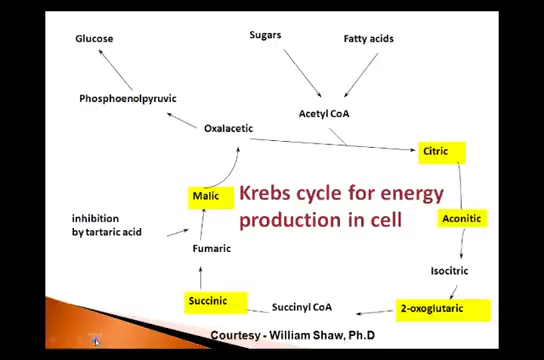 Glucose
Sugars
Fatty acids
Phosphoenolpyruvic
Acetyl CoA
Oxalacetic
Citric
Malic
Krebs cycle for energy
production in cell
Aconitic
inhibition
by tartaric acid
Fumaric
Isocitric
Succinic
Succinyl CoA
2-oxoglutaric
Courtesy - William Shaw, Ph.D